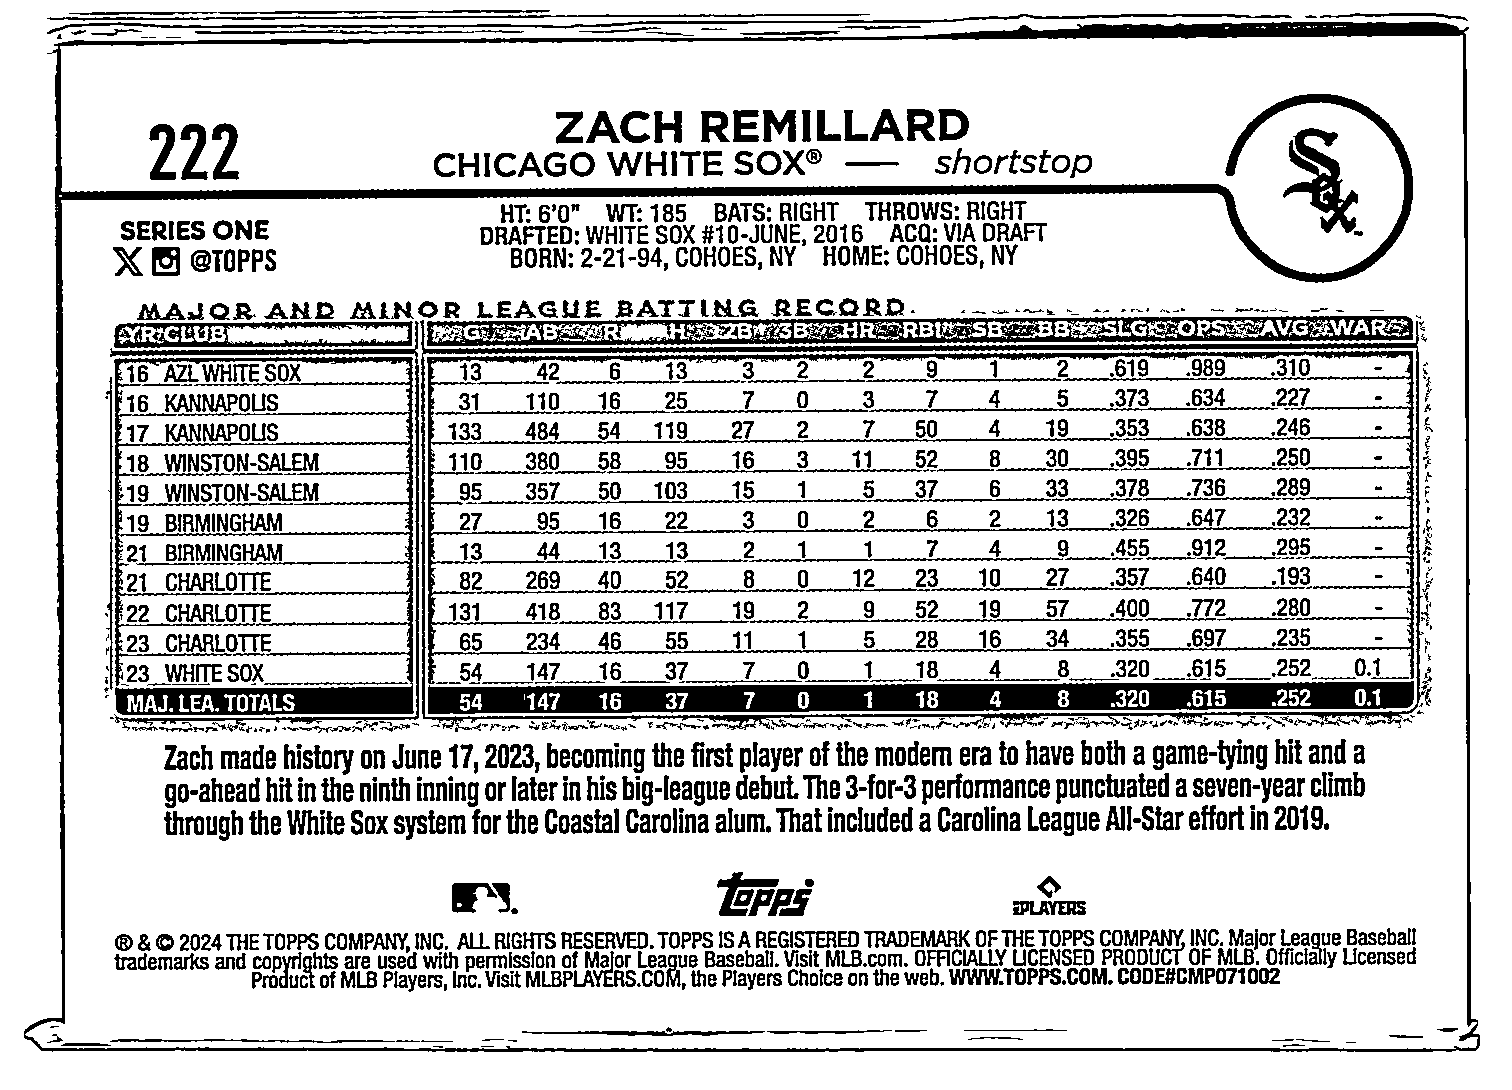 222
ZACH REMILLARD
CHICAGO WHITE SOX® — shortstop
Sox
SERIES ONE
X @TOPPS
HT: 6'0" WT: 185 BATS: RIGHT THROWS: RIGHT
DRAFTED: WHITE SOX #10-JUNE, 2016 ACQ: VIA DRAFT
BORN: 2-21-94, COHOES, NY HOME: COHOES, NY
MAJOR AND MINOR LEAGUE BATTING RECORD
YR CLUB G AB R H 2B 3B HR RBI SB BB SLG OPS AVG WAR
16 AZL WHITE SOX 13 42 6 13 3 2 2 9 1 2 .619 .989 .310 -
16 KANNAPOLIS 31 110 16 25 7 0 3 7 4 5 .373 .634 .227 -
17 KANNAPOLIS 133 484 54 119 27 2 7 50 4 19 .353 .638 .246 -
18 WINSTON-SALEM 110 380 58 95 16 3 11 52 8 30 .395 .711 .250 -
19 WINSTON-SALEM 95 357 50 103 15 1 5 37 6 33 .378 .736 .289 -
19 BIRMINGHAM 27 95 16 22 3 0 2 6 2 13 .326 .647 .232 -
21 BIRMINGHAM 13 44 13 13 2 1 1 7 4 9 .455 .912 .295 -
21 CHARLOTTE 82 269 40 52 8 0 12 23 10 27 .357 .640 .193 -
22 CHARLOTTE 131 418 83 117 19 2 9 52 19 57 .400 .772 .280 -
23 CHARLOTTE 65 234 46 55 11 1 5 28 16 34 .355 .697 .235 -
23 WHITE SOX 54 147 16 37 7 0 1 18 4 8 .320 .615 .252 0.1
MAJ. LEA. TOTALS 54 147 16 37 7 0 1 18 4 8 .320 .615 .252 0.1
Zach made history on June 17, 2023, becoming the first player of the modern era to have both a game-tying hit and a
go-ahead hit in the ninth inning or later in his big-league debut. The 3-for-3 performance punctuated a seven-year climb
through the White Sox system for the Coastal Carolina alum. That included a Carolina League All-Star effort in 2019.
topps
PLAYERS
® & © 2024 THE TOPPS COMPANY, INC. ALL RIGHTS RESERVED. TOPPS IS A REGISTERED TRADEMARK OF THE TOPPS COMPANY, INC. Major League Baseball
trademarks and copyrights are used with permission of Major League Baseball. Visit MLB.com. OFFICIALLY LICENSED PRODUCT OF MLB. Officially Licensed
Product of MLB Players, Inc. Visit MLBPLAYERS.COM, the Players Choice on the web. WWW.TOPPS.COM. CODE#CMP071002